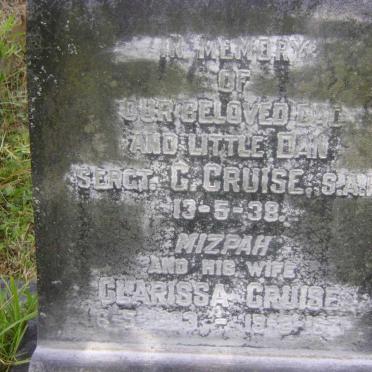 IN MEMORY
OF
OUR BELOVED DAD
AND LITTLE DAN
SERGT. C. CRUISE, S.A.P.
13-5-38.
MIZPAH
AND HIS WIFE
CLARISSA CRUISE